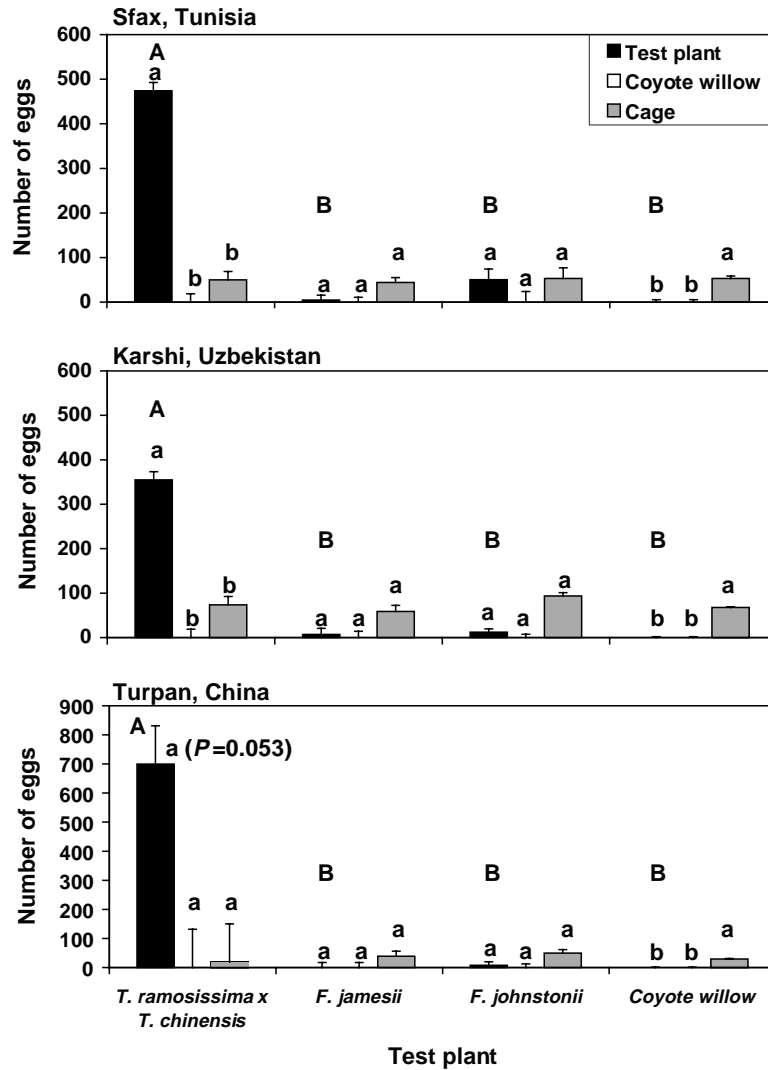 Sfax, Tunisia
Number of eggs
600
500
400
300
200
100
0
Test plant
Coyote willow
Cage
A
a
b
b
B
a
a
a
B
a
a
a
B
b
b
a
Karshi, Uzbekistan
Number of eggs
600
500
400
300
200
100
0
A
a
b
b
B
a
a
a
B
a
a
a
B
b
b
a
Turpan, China
Number of eggs
900
800
700
600
500
400
300
200
100
0
A
a (P=0.053)
a
a
B
a
a
a
B
a
a
a
B
b
b
a
T. ramosissima x
T. chinensis
F. jamesii
F. johnstonii
Coyote willow
Test plant